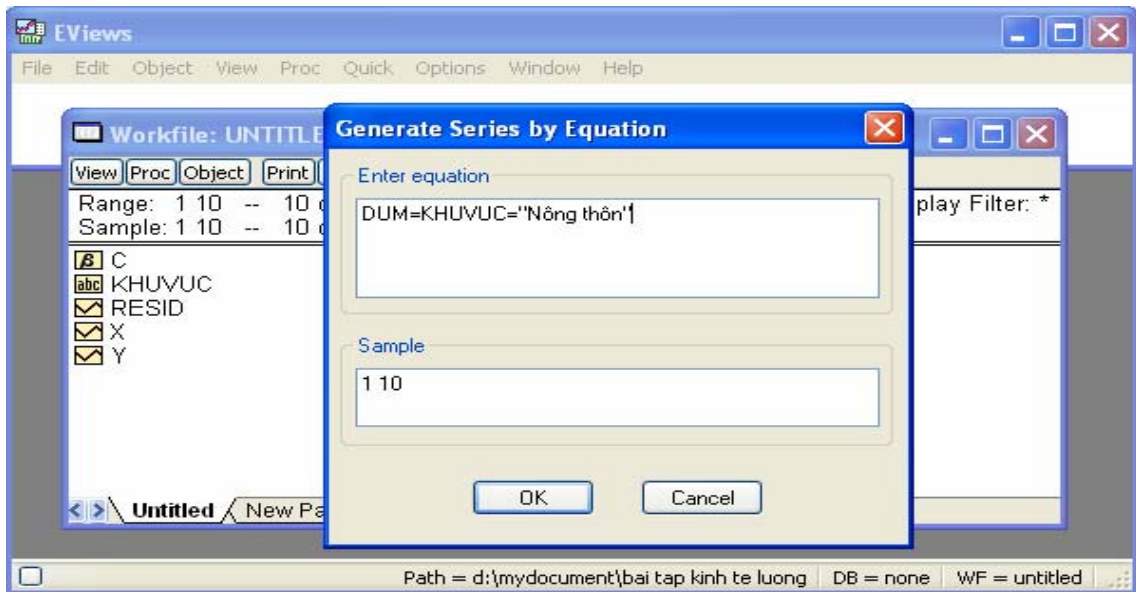 EViews
File Edit Object View Proc Quick Options Window Help
Workfile: UNTITLE
View Proc Object Print
Range: 1 10 -- 10
Sample: 1 10 -- 10
play Filter: *
C
abc KHUVUC
RESID
X
Y
Untitled New Pa
Generate Series by Equation
Enter equation
DUM=KHUVUC="Nông thôn"
Sample
1 10
OK Cancel
Path = d:\mydocument\bai tap kinh te luong DB = none WF = untitled